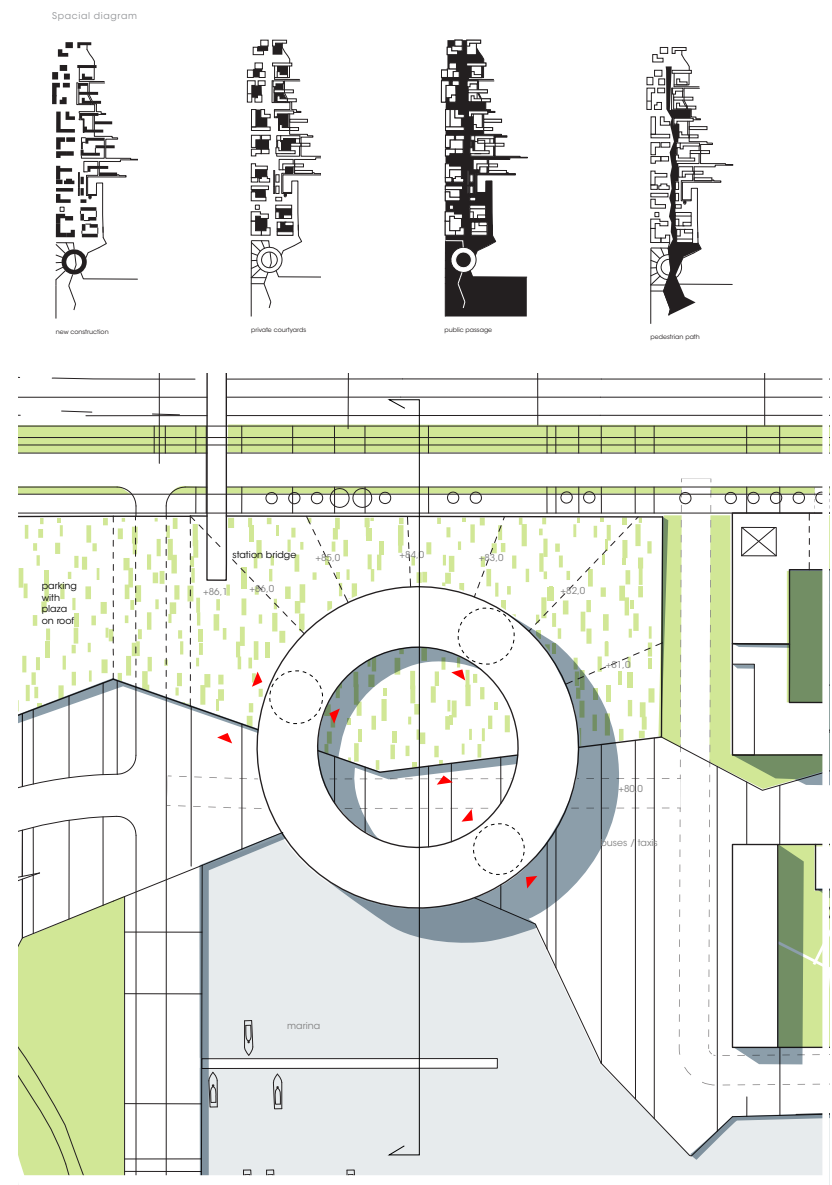 Spacial diagram
new construction
private courtyards
public passage
pedestrian path
station bridge
+85,0
+84,0
+83,0
parking
with
plaza
on roof
+86,1
+86,0
+82,0
+81,0
+80,0
buses / taxis
marina